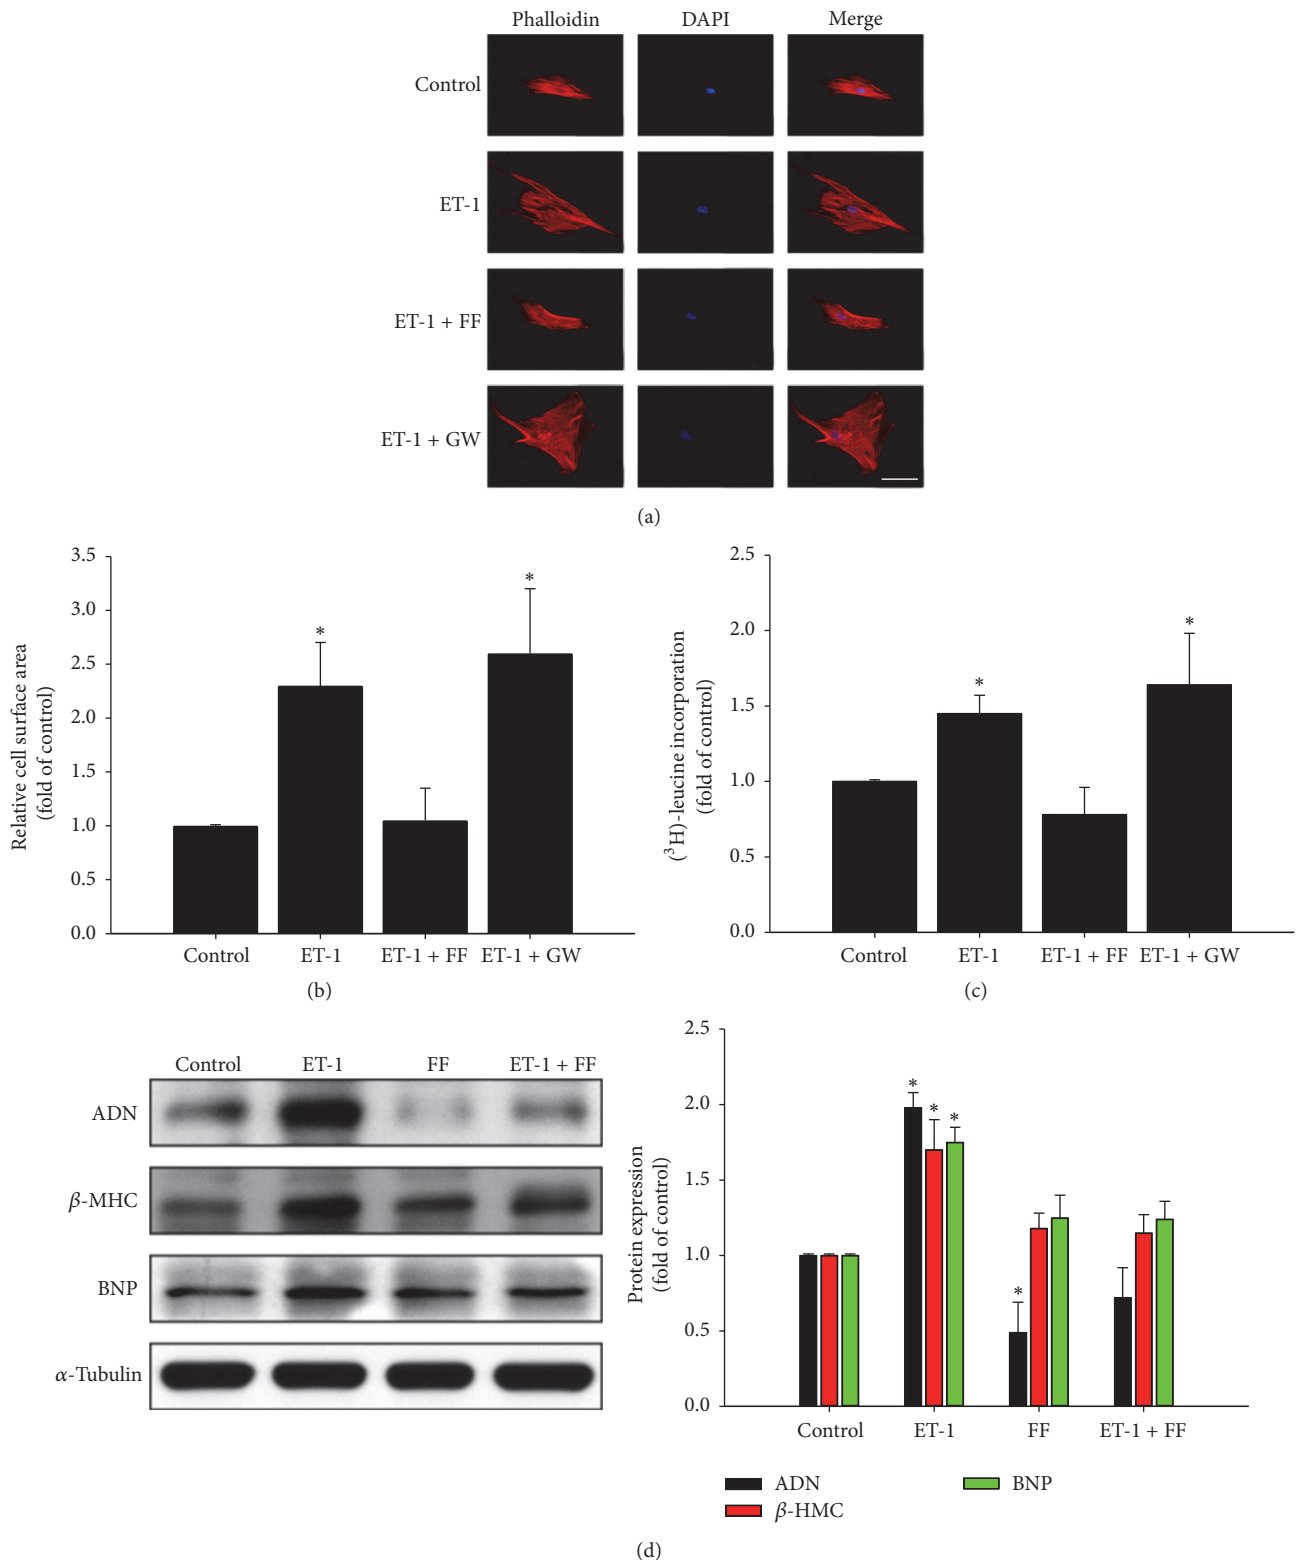 Phalloidin DAPI Merge
Control
ET-1
ET-1 + FF
ET-1 + GW
(a)
Relative cell surface area
(fold of control)
3.5
3.0
2.5
2.0
1.5
1.0
0.5
0.0
*
*
Control ET-1 ET-1 + FF ET-1 + GW
(b)
(³H)-leucine incorporation
(fold of control)
2.5
2.0
1.5
1.0
0.5
0.0
*
*
Control ET-1 ET-1 + FF ET-1 + GW
(c)
Control ET-1 FF ET-1 + FF
ADN
β-MHC
BNP
α-Tubulin
Protein expression
(fold of control)
2.5
2.0
1.5
1.0
0.5
0.0
* * *
*
Control ET-1 FF ET-1 + FF
ADN BNP
β-HMC
(d)